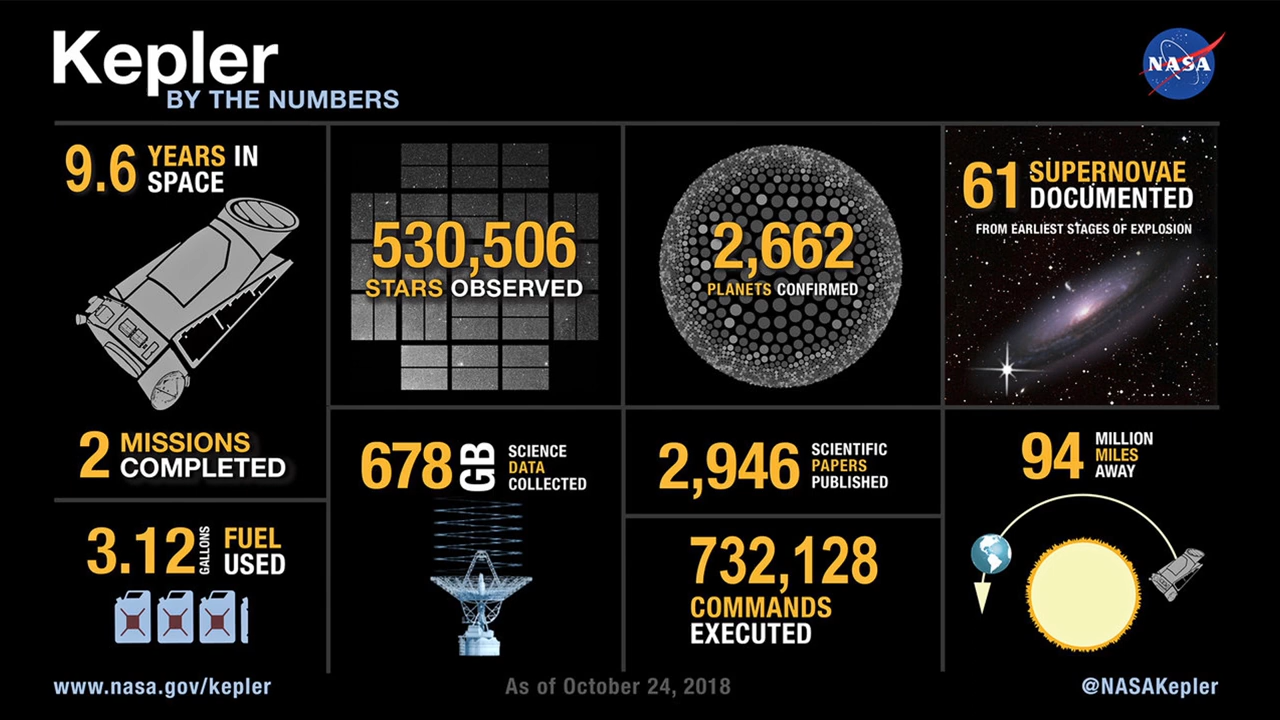 Kepler
BY THE NUMBERS
NASA
9.6 YEARS IN
SPACE
2 MISSIONS
COMPLETED
3.12 GALLONS FUEL
USED
530,506
STARS OBSERVED
678 GB SCIENCE
DATA
COLLECTED
2,662
PLANETS CONFIRMED
2,946 SCIENTIFIC
PAPERS
PUBLISHED
732,128
COMMANDS
EXECUTED
61 SUPERNOVAE
DOCUMENTED
FROM EARLIEST STAGES OF EXPLOSION
94 MILLION
MILES
AWAY
www.nasa.gov/kepler
As of October 24, 2018
@NASAKepler